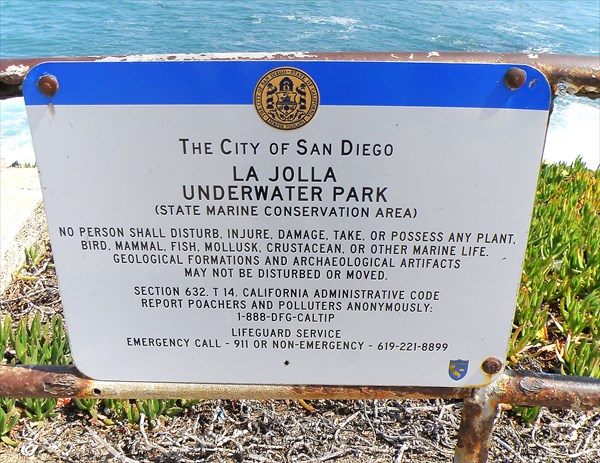 THE CITY OF SAN DIEGO
LA JOLLA
UNDERWATER PARK
(STATE MARINE CONSERVATION AREA)
NO PERSON SHALL DISTURB, INJURE, DAMAGE, TAKE, OR POSSESS ANY PLANT,
BIRD, MAMMAL, FISH, MOLLUSK, CRUSTACEAN, OR OTHER MARINE LIFE.
GEOLOGICAL FORMATIONS AND ARCHAEOLOGICAL ARTIFACTS
MAY NOT BE DISTURBED OR MOVED.
SECTION 632. T 14. CALIFORNIA ADMINISTRATIVE CODE
REPORT POACHERS AND POLLUTERS ANONYMOUSLY:
1-888-DFG-CALTIP
LIFEGUARD SERVICE
EMERGENCY CALL - 911 OR NON-EMERGENCY - 619-221-8899